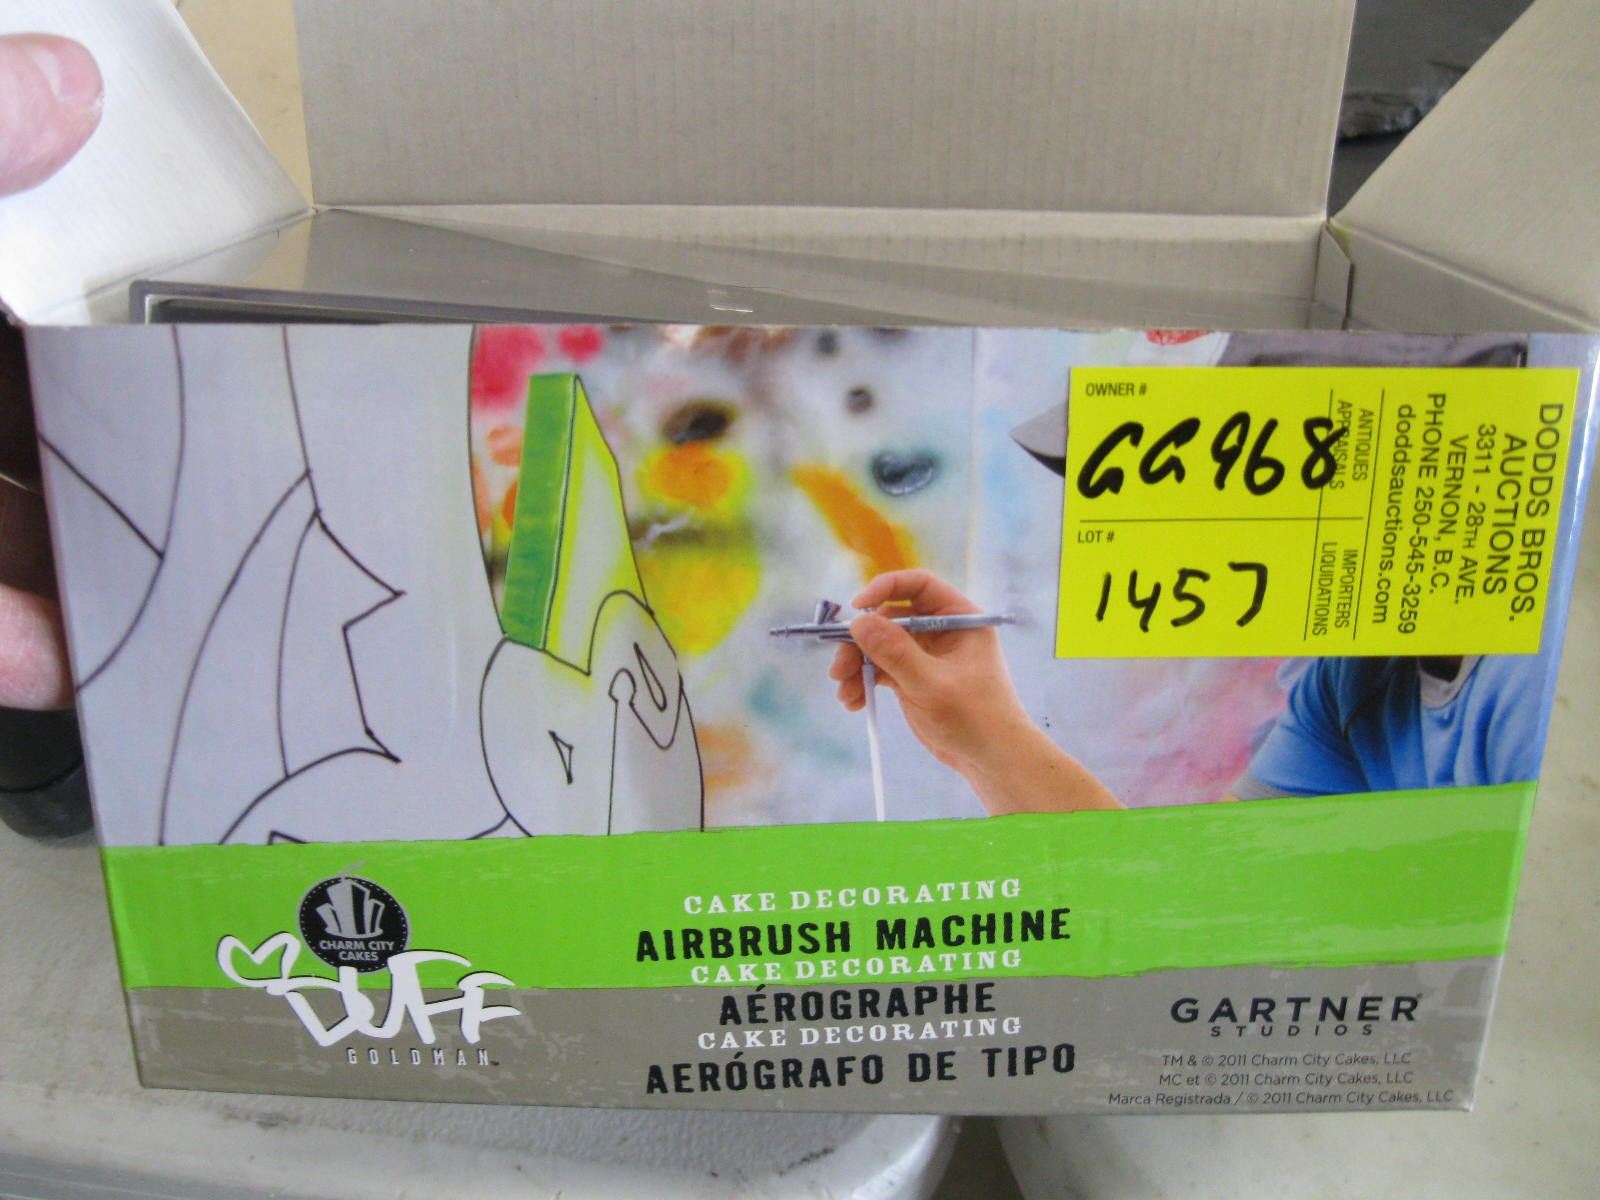 OWNER #
GG968
LOT #
1457
ANTIQUES
APPRAISALS
IMPORTERS
LIQUIDATIONS
DODDS BROS.
AUCTIONS
3311 - 28TH AVE.
VERNON, B.C.
PHONE 250-545-3259
doddsauctions.com
CHARM CITY
CAKES
DUFF
GOLDMAN™
CAKE DECORATING
AIRBRUSH MACHINE
CAKE DECORATING
AÉROGRAPHE
CAKE DECORATING
AERÓGRAFO DE TIPO
GARTNER
STUDIOS
TM & © 2011 Charm City Cakes, LLC
MC et © 2011 Charm City Cakes, LLC
Marca Registrada / © 2011 Charm City Cakes, LLC